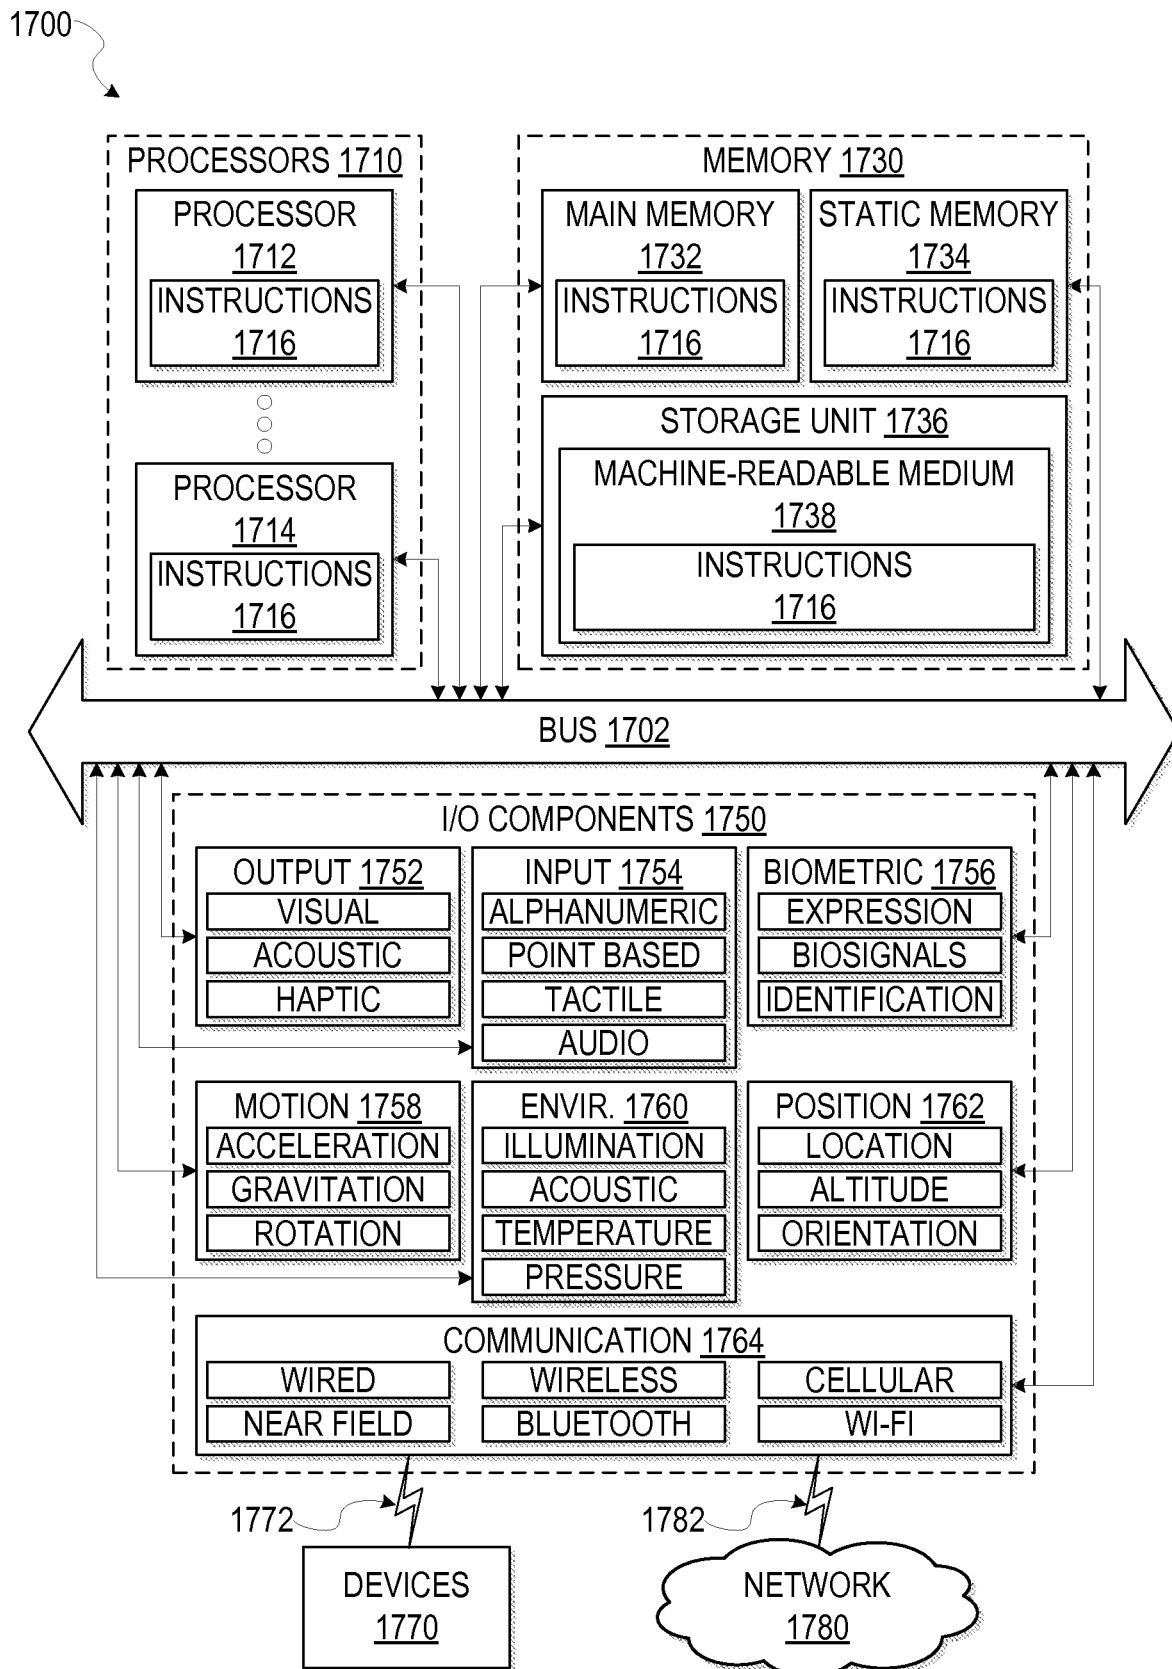 1700
PROCESSORS 1710
PROCESSOR
1712
INSTRUCTIONS
1716
PROCESSOR
1714
INSTRUCTIONS
1716
MEMORY 1730
MAIN MEMORY
1732
INSTRUCTIONS
1716
STATIC MEMORY
1734
INSTRUCTIONS
1716
STORAGE UNIT 1736
MACHINE-READABLE MEDIUM
1738
INSTRUCTIONS
1716
BUS 1702
I/O COMPONENTS 1750
OUTPUT 1752
VISUAL
ACOUSTIC
HAPTIC
INPUT 1754
ALPHANUMERIC
POINT BASED
TACTILE
AUDIO
BIOMETRIC 1756
EXPRESSION
BIOSIGNALS
IDENTIFICATION
MOTION 1758
ACCELERATION
GRAVITATION
ROTATION
ENVIR. 1760
ILLUMINATION
ACOUSTIC
TEMPERATURE
PRESSURE
POSITION 1762
LOCATION
ALTITUDE
ORIENTATION
COMMUNICATION 1764
WIRED
WIRELESS
CELLULAR
NEAR FIELD
BLUETOOTH
WI-FI
1772
1782
DEVICES
1770
NETWORK
1780